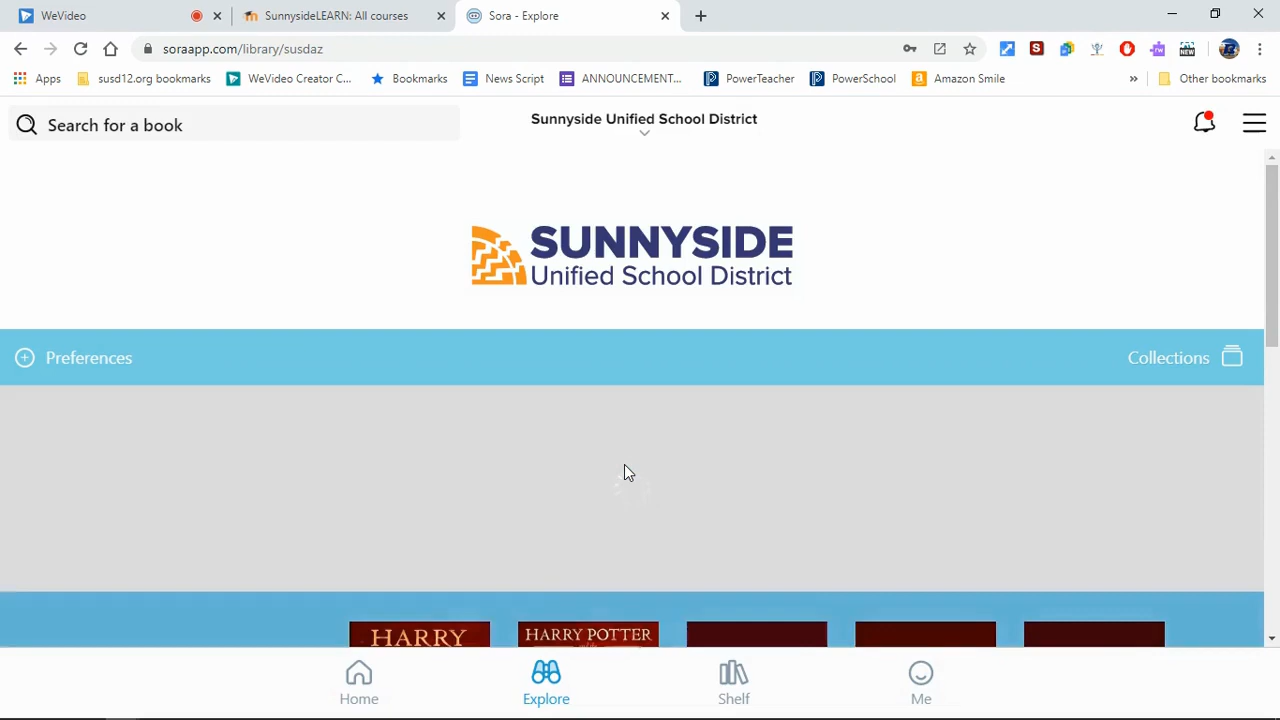 WeVideo
SunnysideLEARN: All courses
Sora - Explore
soraapp.com/library/susdaz
Apps
susd12.org bookmarks
WeVideo Creator C...
Bookmarks
News Script
ANNOUNCEMENT...
PowerTeacher
PowerSchool
Amazon Smile
»
Other bookmarks
Search for a book
Sunnyside Unified School District
SUNNYSIDE
Unified School District
Preferences
Collections
HARRY
HARRY POTTER
Home
Explore
Shelf
Me